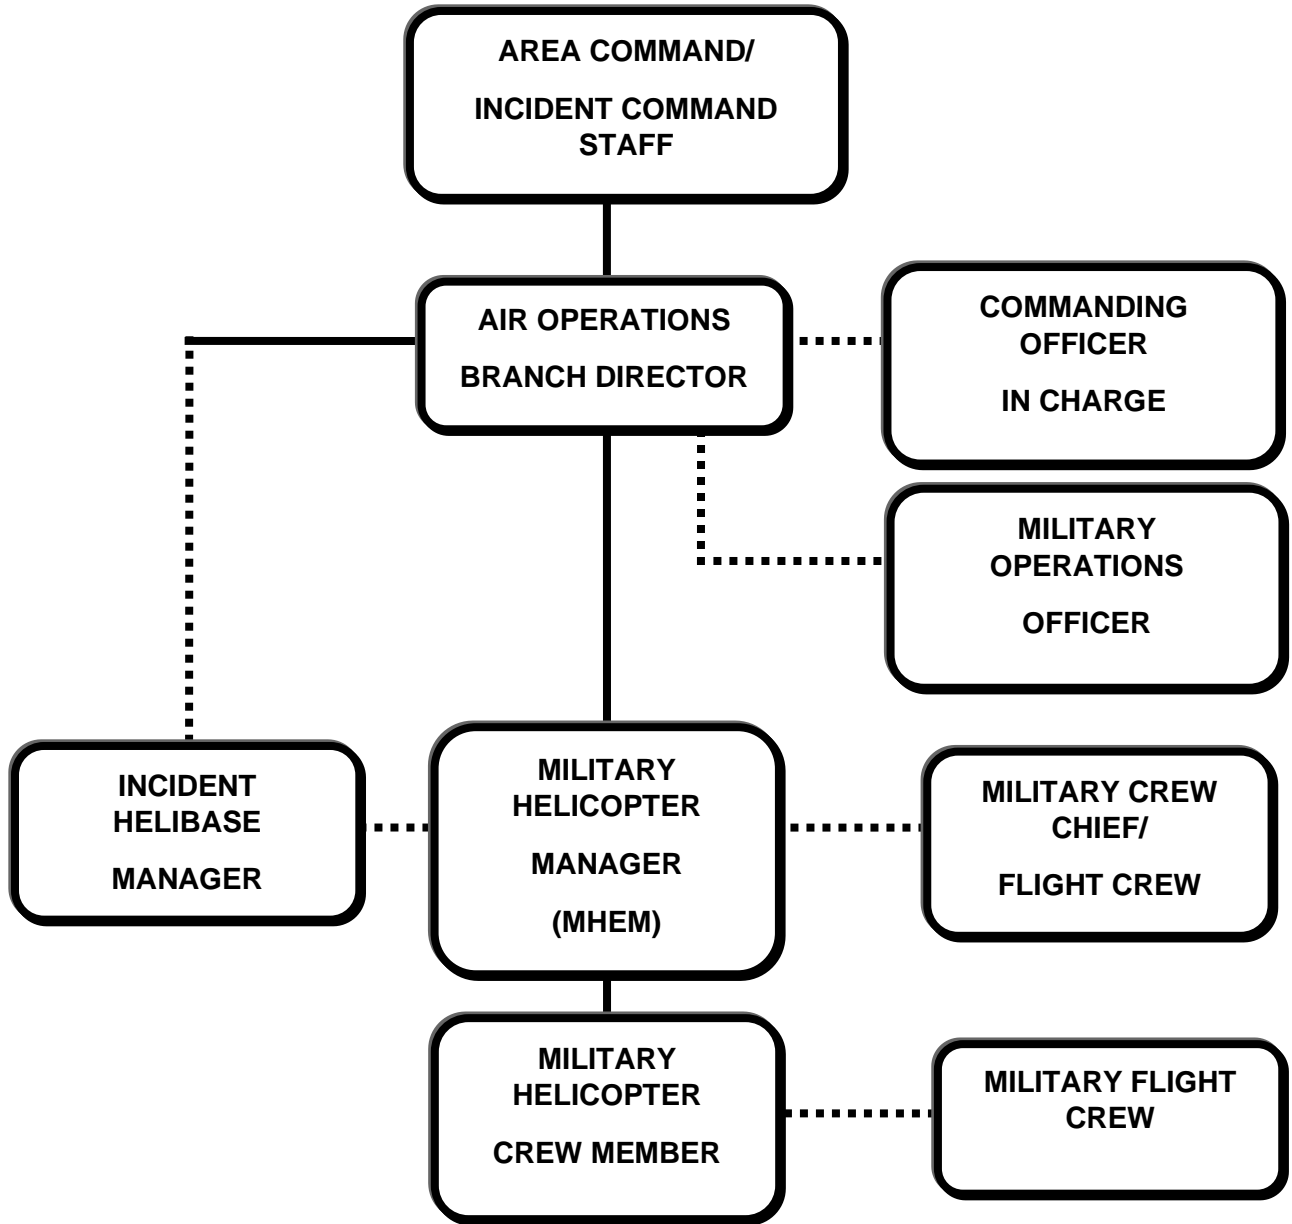 AREA COMMAND/
INCIDENT COMMAND
STAFF
AIR OPERATIONS
BRANCH DIRECTOR
COMMANDING
OFFICER
IN CHARGE
MILITARY
OPERATIONS
OFFICER
INCIDENT
HELIBASE
MANAGER
MILITARY
HELICOPTER
MANAGER
(MHEM)
MILITARY CREW
CHIEF/
FLIGHT CREW
MILITARY
HELICOPTER
CREW MEMBER
MILITARY FLIGHT
CREW